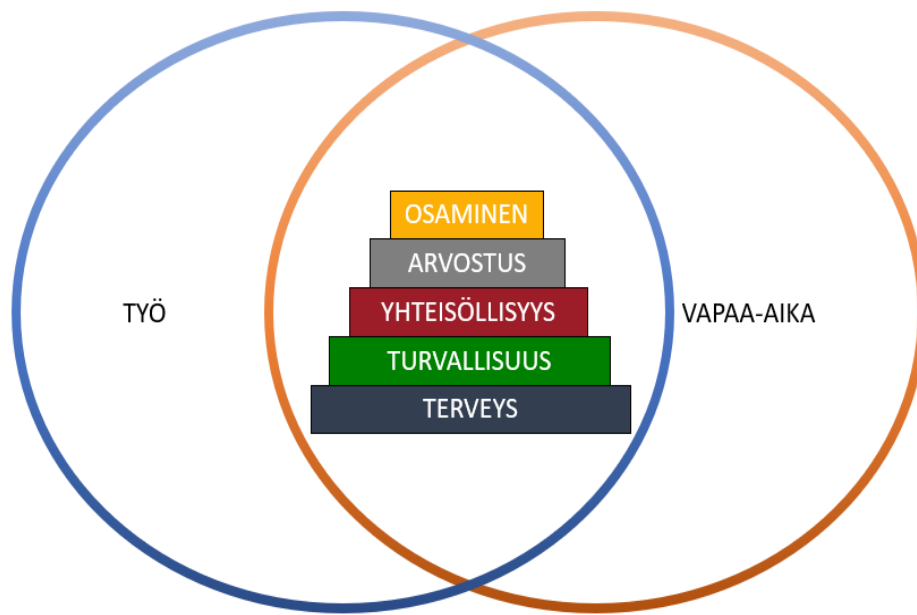 OSAMINEN
ARVOSTUS
YHTEISÖLLISYYS
TYÖ
VAPAA-AIKA
TURVALLISUUS
TERVEYS